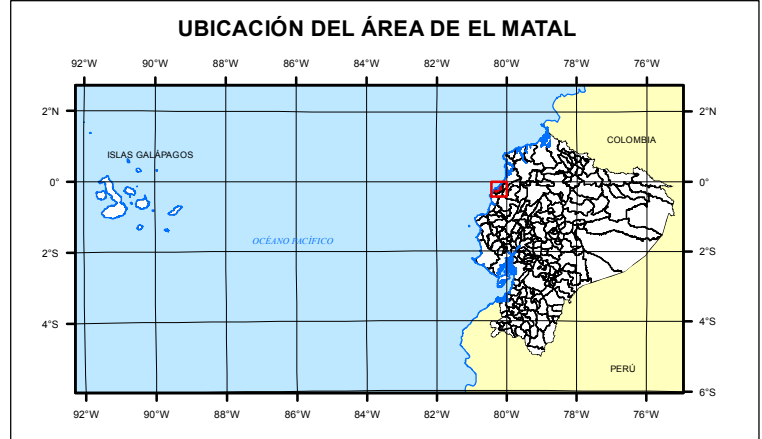 UBICACIÓN DEL ÁREA DE EL MATAL
92°W 90°W 88°W 86°W 84°W 82°W 80°W 78°W 76°W
2°N 2°N
COLOMBIA
ISLAS GALÁPAGOS
0° 0°
OCÉANO PACÍFICO
2°S 2°S
4°S 4°S
PERÚ
6°S
92°W 90°W 88°W 86°W 84°W 82°W 80°W 78°W 76°W